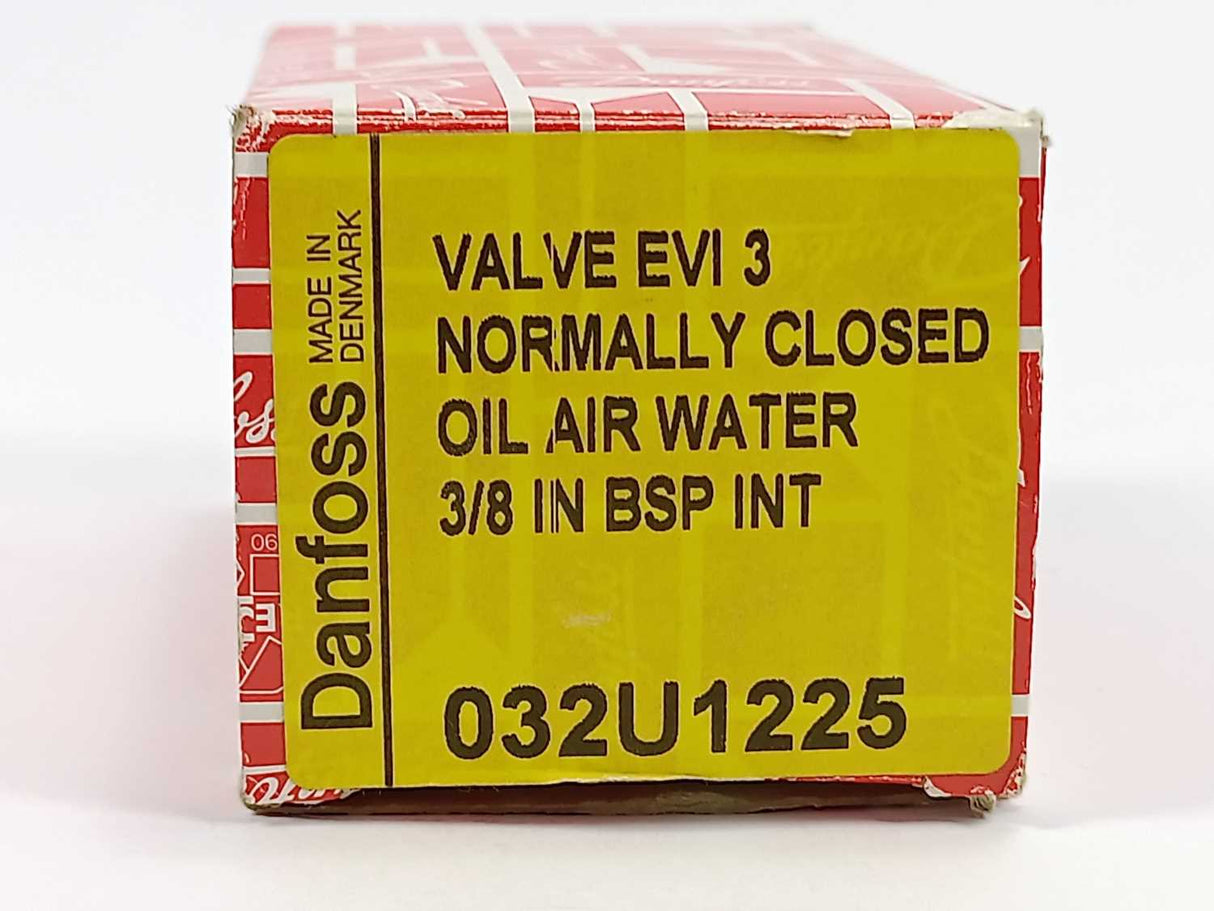 Danfoss
MADE IN
DENMARK
VALVE EVI 3
NORMALLY CLOSED
OIL AIR WATER
3/8 IN BSP INT
032U1225